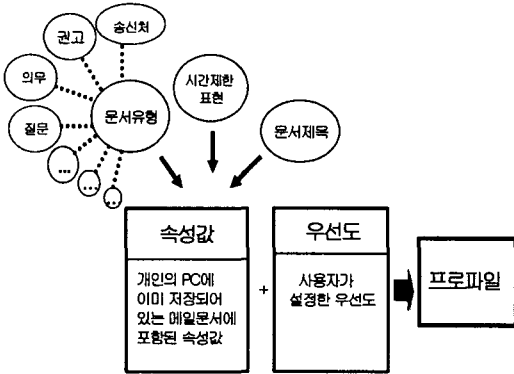 송신처
권고
의무
시간제한
표현
문서유형
질문
문서제목
...
...
..
속성값
우선도
개인의 PC에
이미 저장되어
있는 메일문서에
포함된 속성값
+
사용자가
설정한 우선도
프로파일